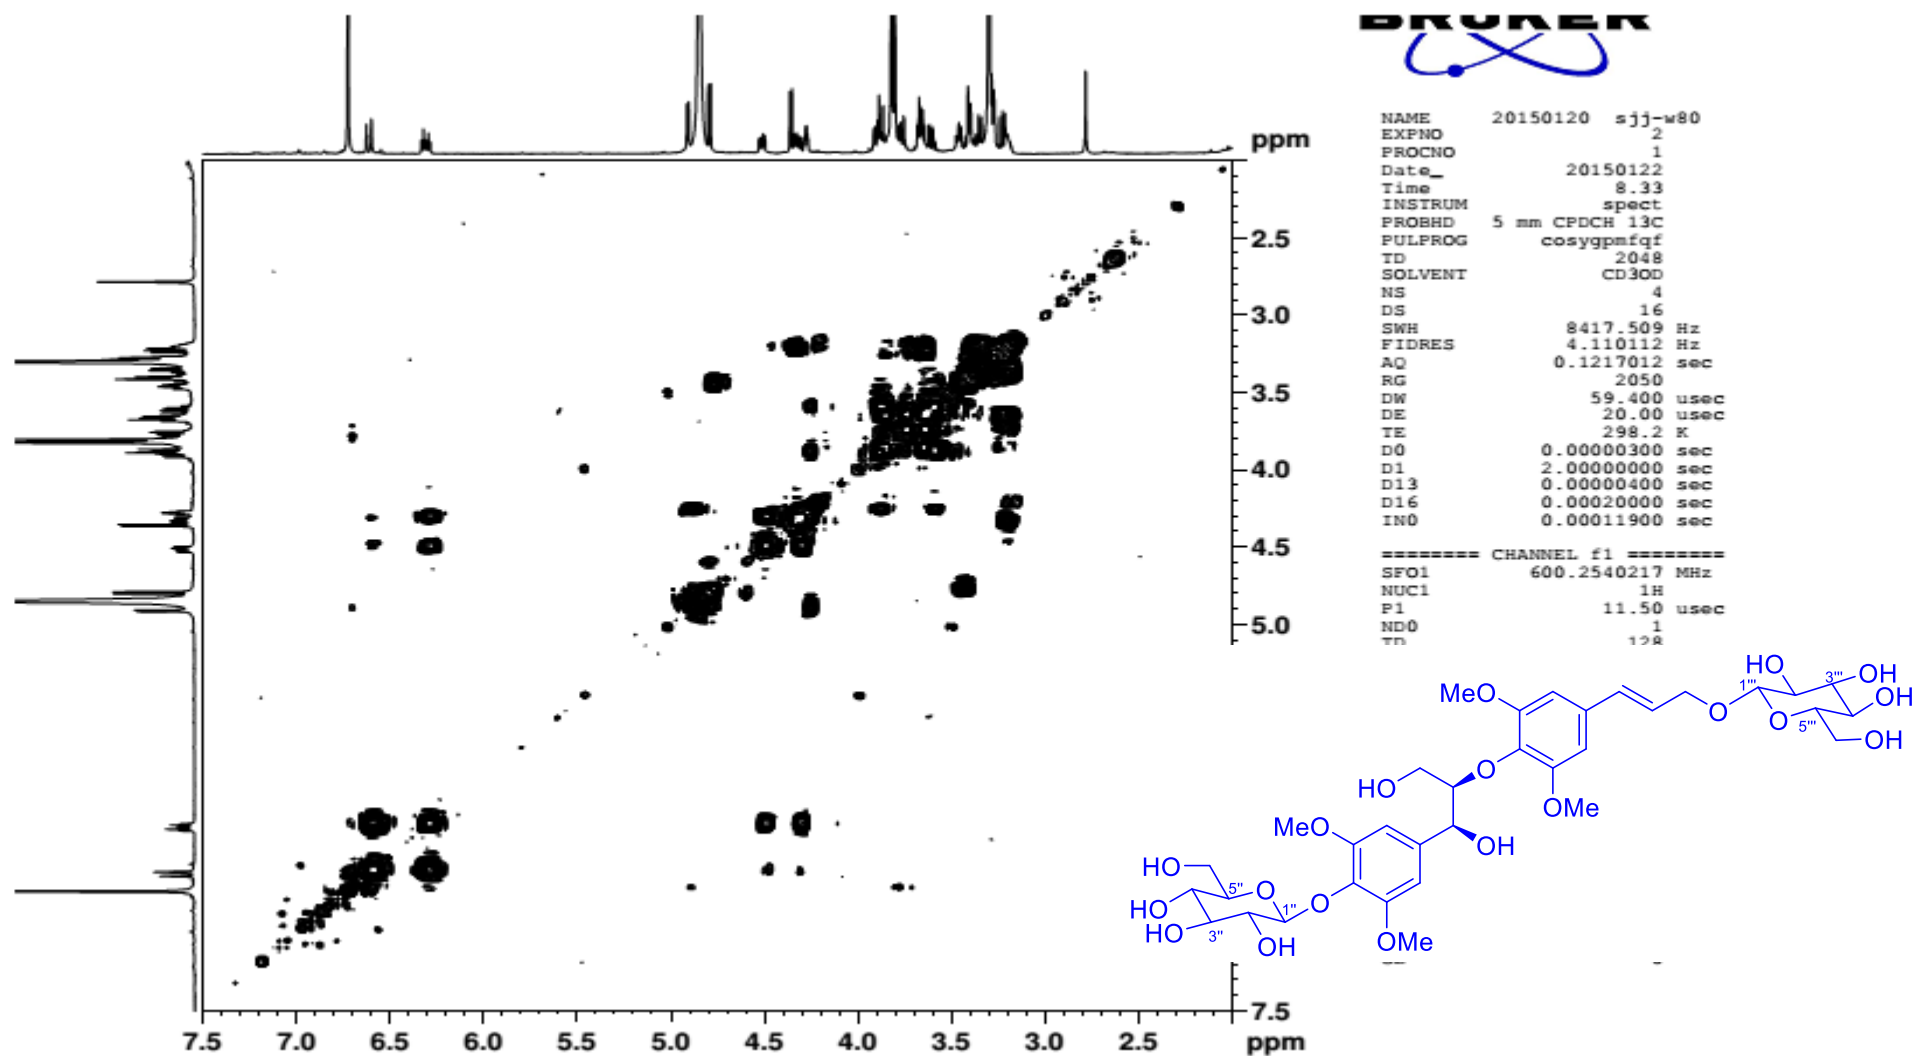 BRUKER
ppm
NAME 20150120 sjj-w80
EXPNO 2
PROCNO 1
Date_ 20150122
Time 8.33
INSTRUM spect
PROBHD 5 mm CPDCH 13C
PULPROG cosygpmfqf
TD 2048
SOLVENT CD3OD
NS 4
DS 16
SWH 8417.509 Hz
FIDRES 4.110112 Hz
AQ 0.1217012 sec
RG 2050
DW 59.400 usec
DE 20.00 usec
TE 298.2 K
D0 0.00000300 sec
D1 2.00000000 sec
D13 0.00000400 sec
D16 0.00020000 sec
IN0 0.00011900 sec
======== CHANNEL f1 ========
SFO1 600.2540217 MHz
NUC1 1H
P1 11.50 usec
ND0 1
TD 128
2.5
3.0
3.5
4.0
4.5
5.0
7.5
7.5 7.0 6.5 6.0 5.5 5.0 4.5 4.0 3.5 3.0 2.5 ppm
HO 3''' OH
MeO 1''' OH
O O 5''' OH
HO O
OMe
MeO OH
HO 5'' O
HO 1'' O
HO 3'' OH OMe